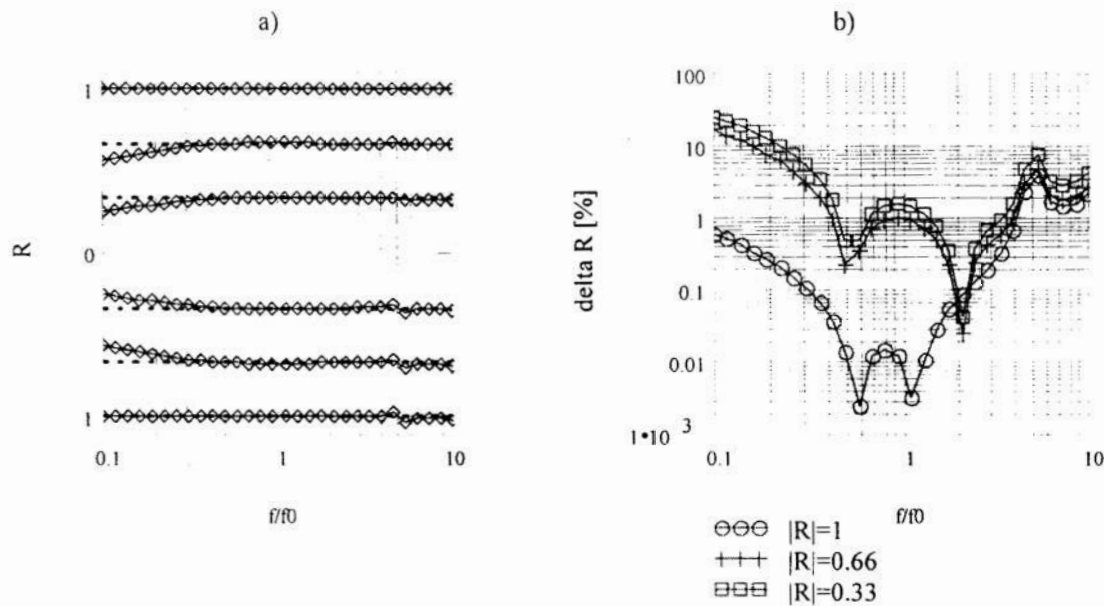 a)
1
R
0
1
0.1 1 10
f/f0
b)
100
10
1
delta R [%]
0.1
0.01
1•10 3
0.1 1 10
f/f0
|R|=1
|R|=0.66
|R|=0.33